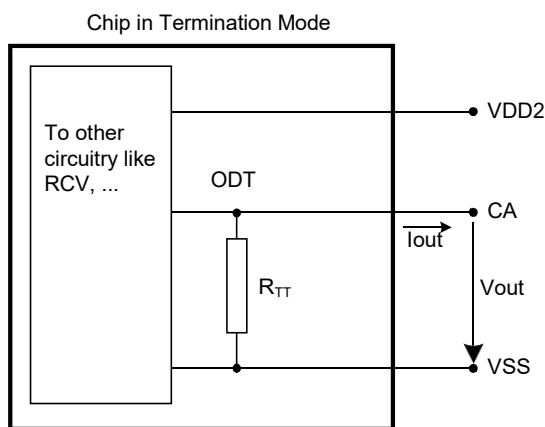 Chip in Termination Mode
VDD2
To other
circuitry like
RCV, ...
ODT
CA
Iout
RTT
Vout
VSS